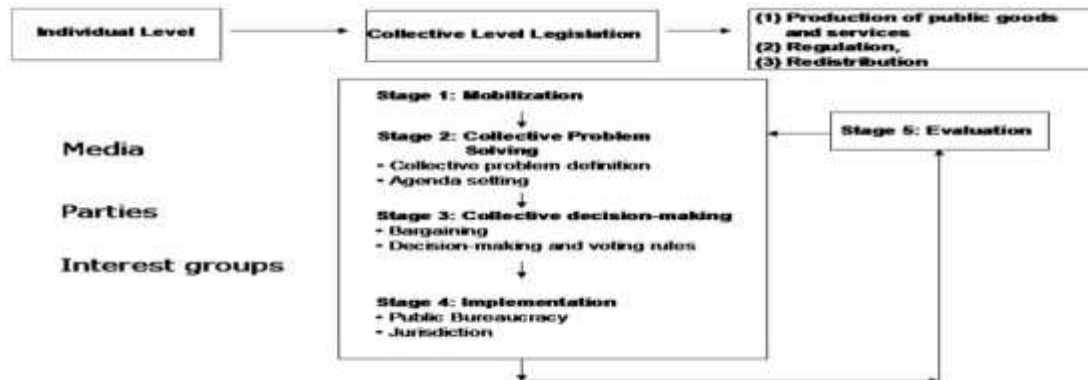 Individual Level
Collective Level Legislation
(1) Production of public goods
and services
(2) Regulation,
(3) Redistribution
Stage 1: Mobilization
Stage 2: Collective Problem
Solving
- Collective problem definition
- Agenda setting
Stage 3: Collective decision-making
- Bargaining
- Decision-making and voting rules
Stage 4: Implementation
- Public Bureaucracy
- Jurisdiction
Stage 5: Evaluation
Media
Parties
Interest groups